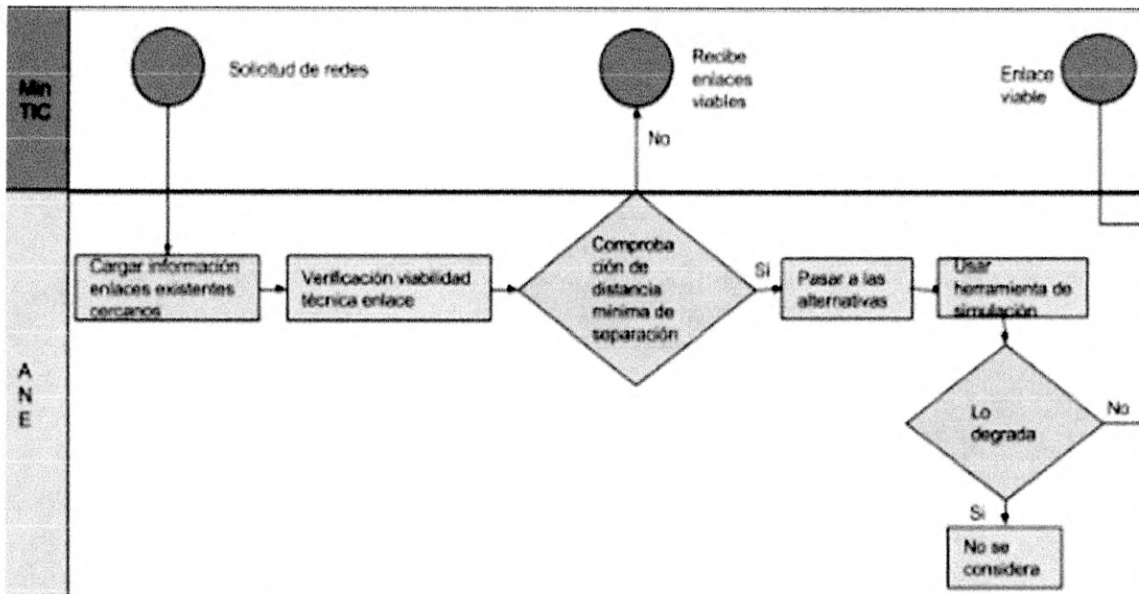 Min
TIC
Solicitud de redes
Recibe
enlaces
viables
Enlace
viable
No
Cargar información
enlaces existentes
cercanos
Verificación viabilidad
técnica enlace
Comproba
ción de
distancia
mínima de
separación
Si
Pasar a las
alternativas
Usar
herramienta de
simulación
A
N
E
Lo
degrada
No
Si
No se
considera